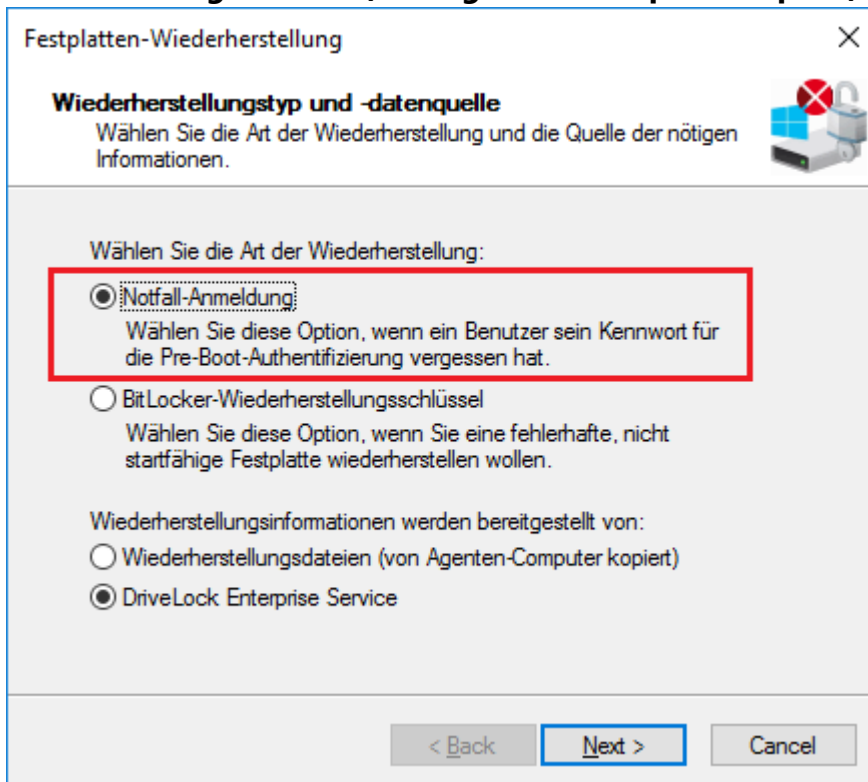 Festplatten-Wiederherstellung
Wiederherstellungstyp und -datenquelle
Wählen Sie die Art der Wiederherstellung und die Quelle der nötigen
Informationen.
Wählen Sie die Art der Wiederherstellung:
Notfall-Anmeldung
Wählen Sie diese Option, wenn ein Benutzer sein Kennwort für
die Pre-Boot-Authentifizierung vergessen hat.
BitLocker-Wiederherstellungsschlüssel
Wählen Sie diese Option, wenn Sie eine fehlerhafte, nicht
startfähige Festplatte wiederherstellen wollen.
Wiederherstellungsinformationen werden bereitgestellt von:
Wiederherstellungsdateien (von Agenten-Computer kopiert)
DriveLock Enterprise Service
< Back
Next >
Cancel